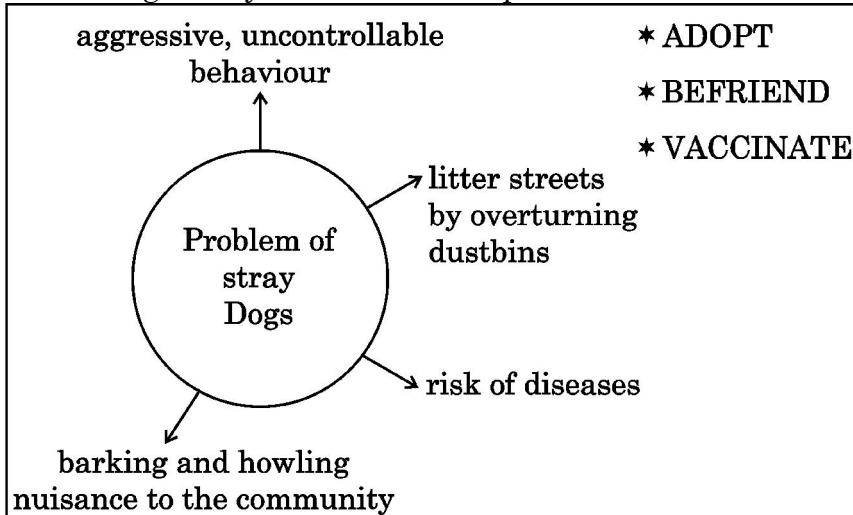 aggressive, uncontrollable
behaviour
✶ ADOPT
✶ BEFRIEND
✶ VACCINATE
litter streets
by overturning
dustbins
Problem of
stray
Dogs
risk of diseases
barking and howling
nuisance to the community